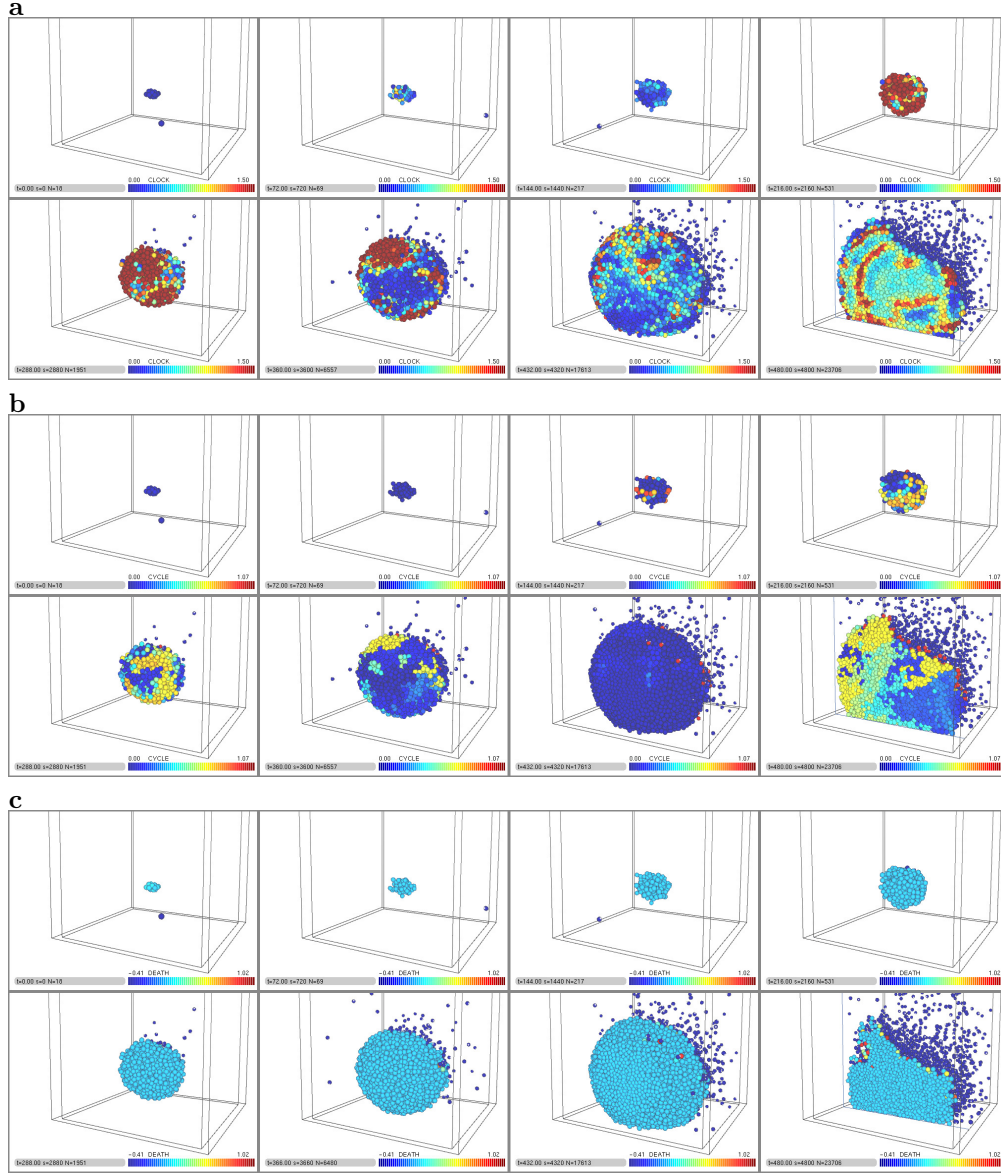 a
0.00 CLOCK 1.50
t=0.00 s=0 N=16
0.00 CLOCK 1.50
t=72.00 s=720 N=69
0.00 CLOCK 1.50
t=144.00 s=1440 N=217
0.00 CLOCK 1.50
t=216.00 s=2160 N=531
0.00 CLOCK 1.50
t=288.00 s=2880 N=1951
0.00 CLOCK 1.50
t=360.00 s=3600 N=6557
0.00 CLOCK 1.50
t=432.00 s=4320 N=17613
0.00 CLOCK 1.50
t=480.00 s=4800 N=23706
b
0.00 CYCLE 1.07
t=0.00 s=0 N=16
0.00 CYCLE 1.07
t=72.00 s=720 N=69
0.00 CYCLE 1.07
t=144.00 s=1440 N=217
0.00 CYCLE 1.07
t=216.00 s=2160 N=531
0.00 CYCLE 1.07
t=288.00 s=2880 N=1951
0.00 CYCLE 1.07
t=360.00 s=3600 N=6557
0.00 CYCLE 1.07
t=432.00 s=4320 N=17613
0.00 CYCLE 1.07
t=480.00 s=4800 N=23706
c
-0.41 DEATH 1.02
t=0.00 s=0 N=16
-0.41 DEATH 1.02
t=72.00 s=720 N=69
-0.41 DEATH 1.02
t=144.00 s=1440 N=217
-0.41 DEATH 1.02
t=216.00 s=2160 N=531
-0.41 DEATH 1.02
t=288.00 s=2880 N=1951
-0.41 DEATH 1.02
t=366.00 s=3660 N=6480
-0.41 DEATH 1.02
t=432.00 s=4320 N=17613
-0.41 DEATH 1.02
t=480.00 s=4800 N=23706